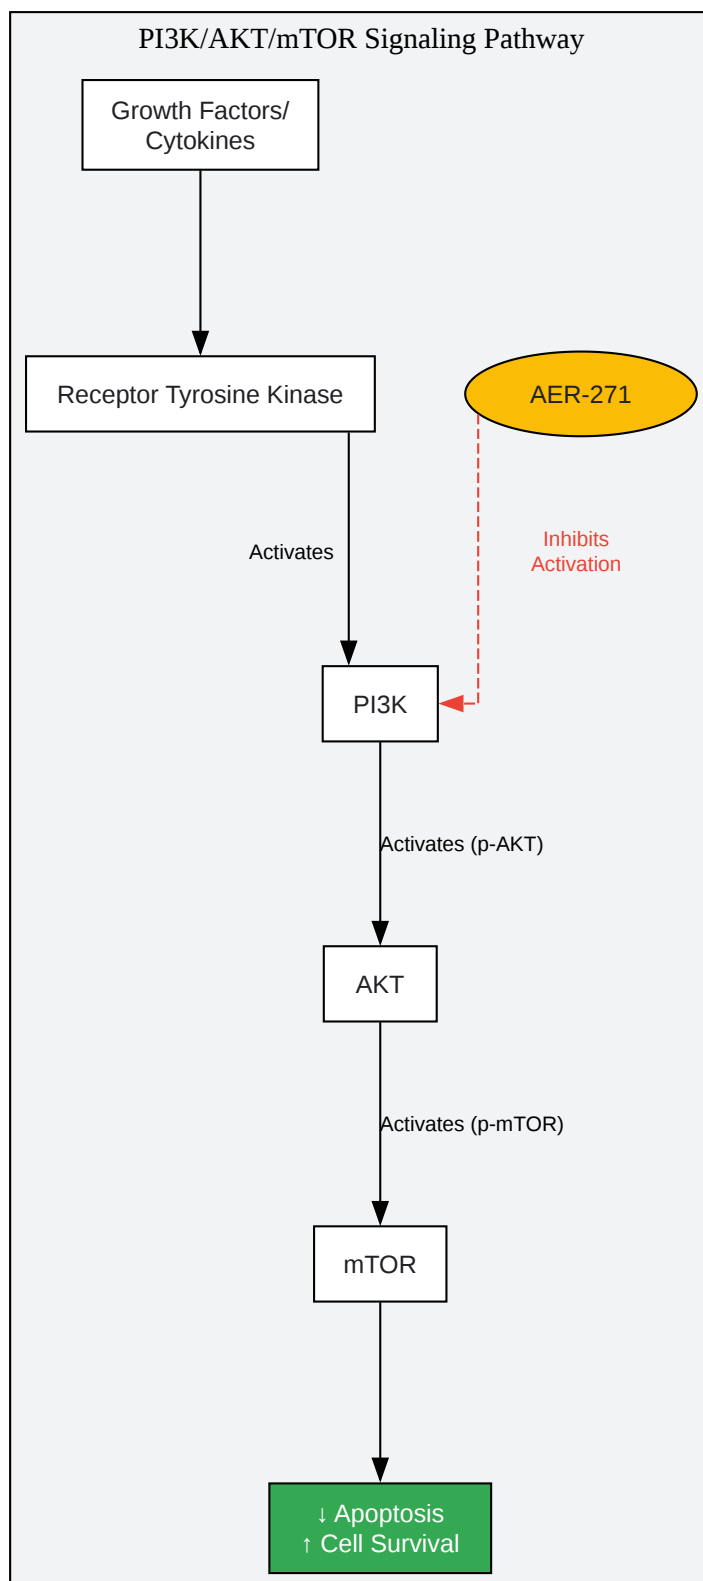 PI3K/AKT/mTOR Signaling Pathway
Growth Factors/
Cytokines
Receptor Tyrosine Kinase
AER-271
Activates
Inhibits
Activation
PI3K
Activates (p-AKT)
AKT
Activates (p-mTOR)
mTOR
↓ Apoptosis
↑ Cell Survival